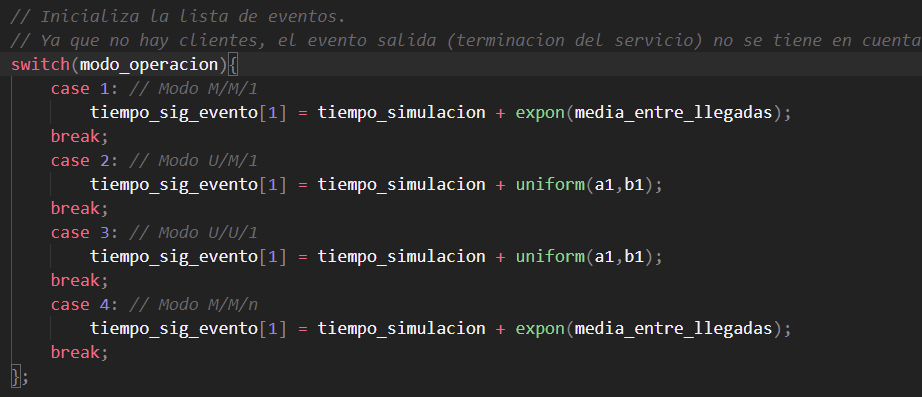 // Inicializa la lista de eventos.
// Ya que no hay clientes, el evento salida (terminacion del servicio) no se tiene en cuenta
switch(modo_operacion){
case 1: // Modo M/M/1
tiempo_sig_evento[1] = tiempo_simulacion + expon(media_entre_llegadas);
break;
case 2: // Modo U/M/1
tiempo_sig_evento[1] = tiempo_simulacion + uniform(a1,b1);
break;
case 3: // Modo U/U/1
tiempo_sig_evento[1] = tiempo_simulacion + uniform(a1,b1);
break;
case 4: // Modo M/M/n
tiempo_sig_evento[1] = tiempo_simulacion + expon(media_entre_llegadas);
break;
};